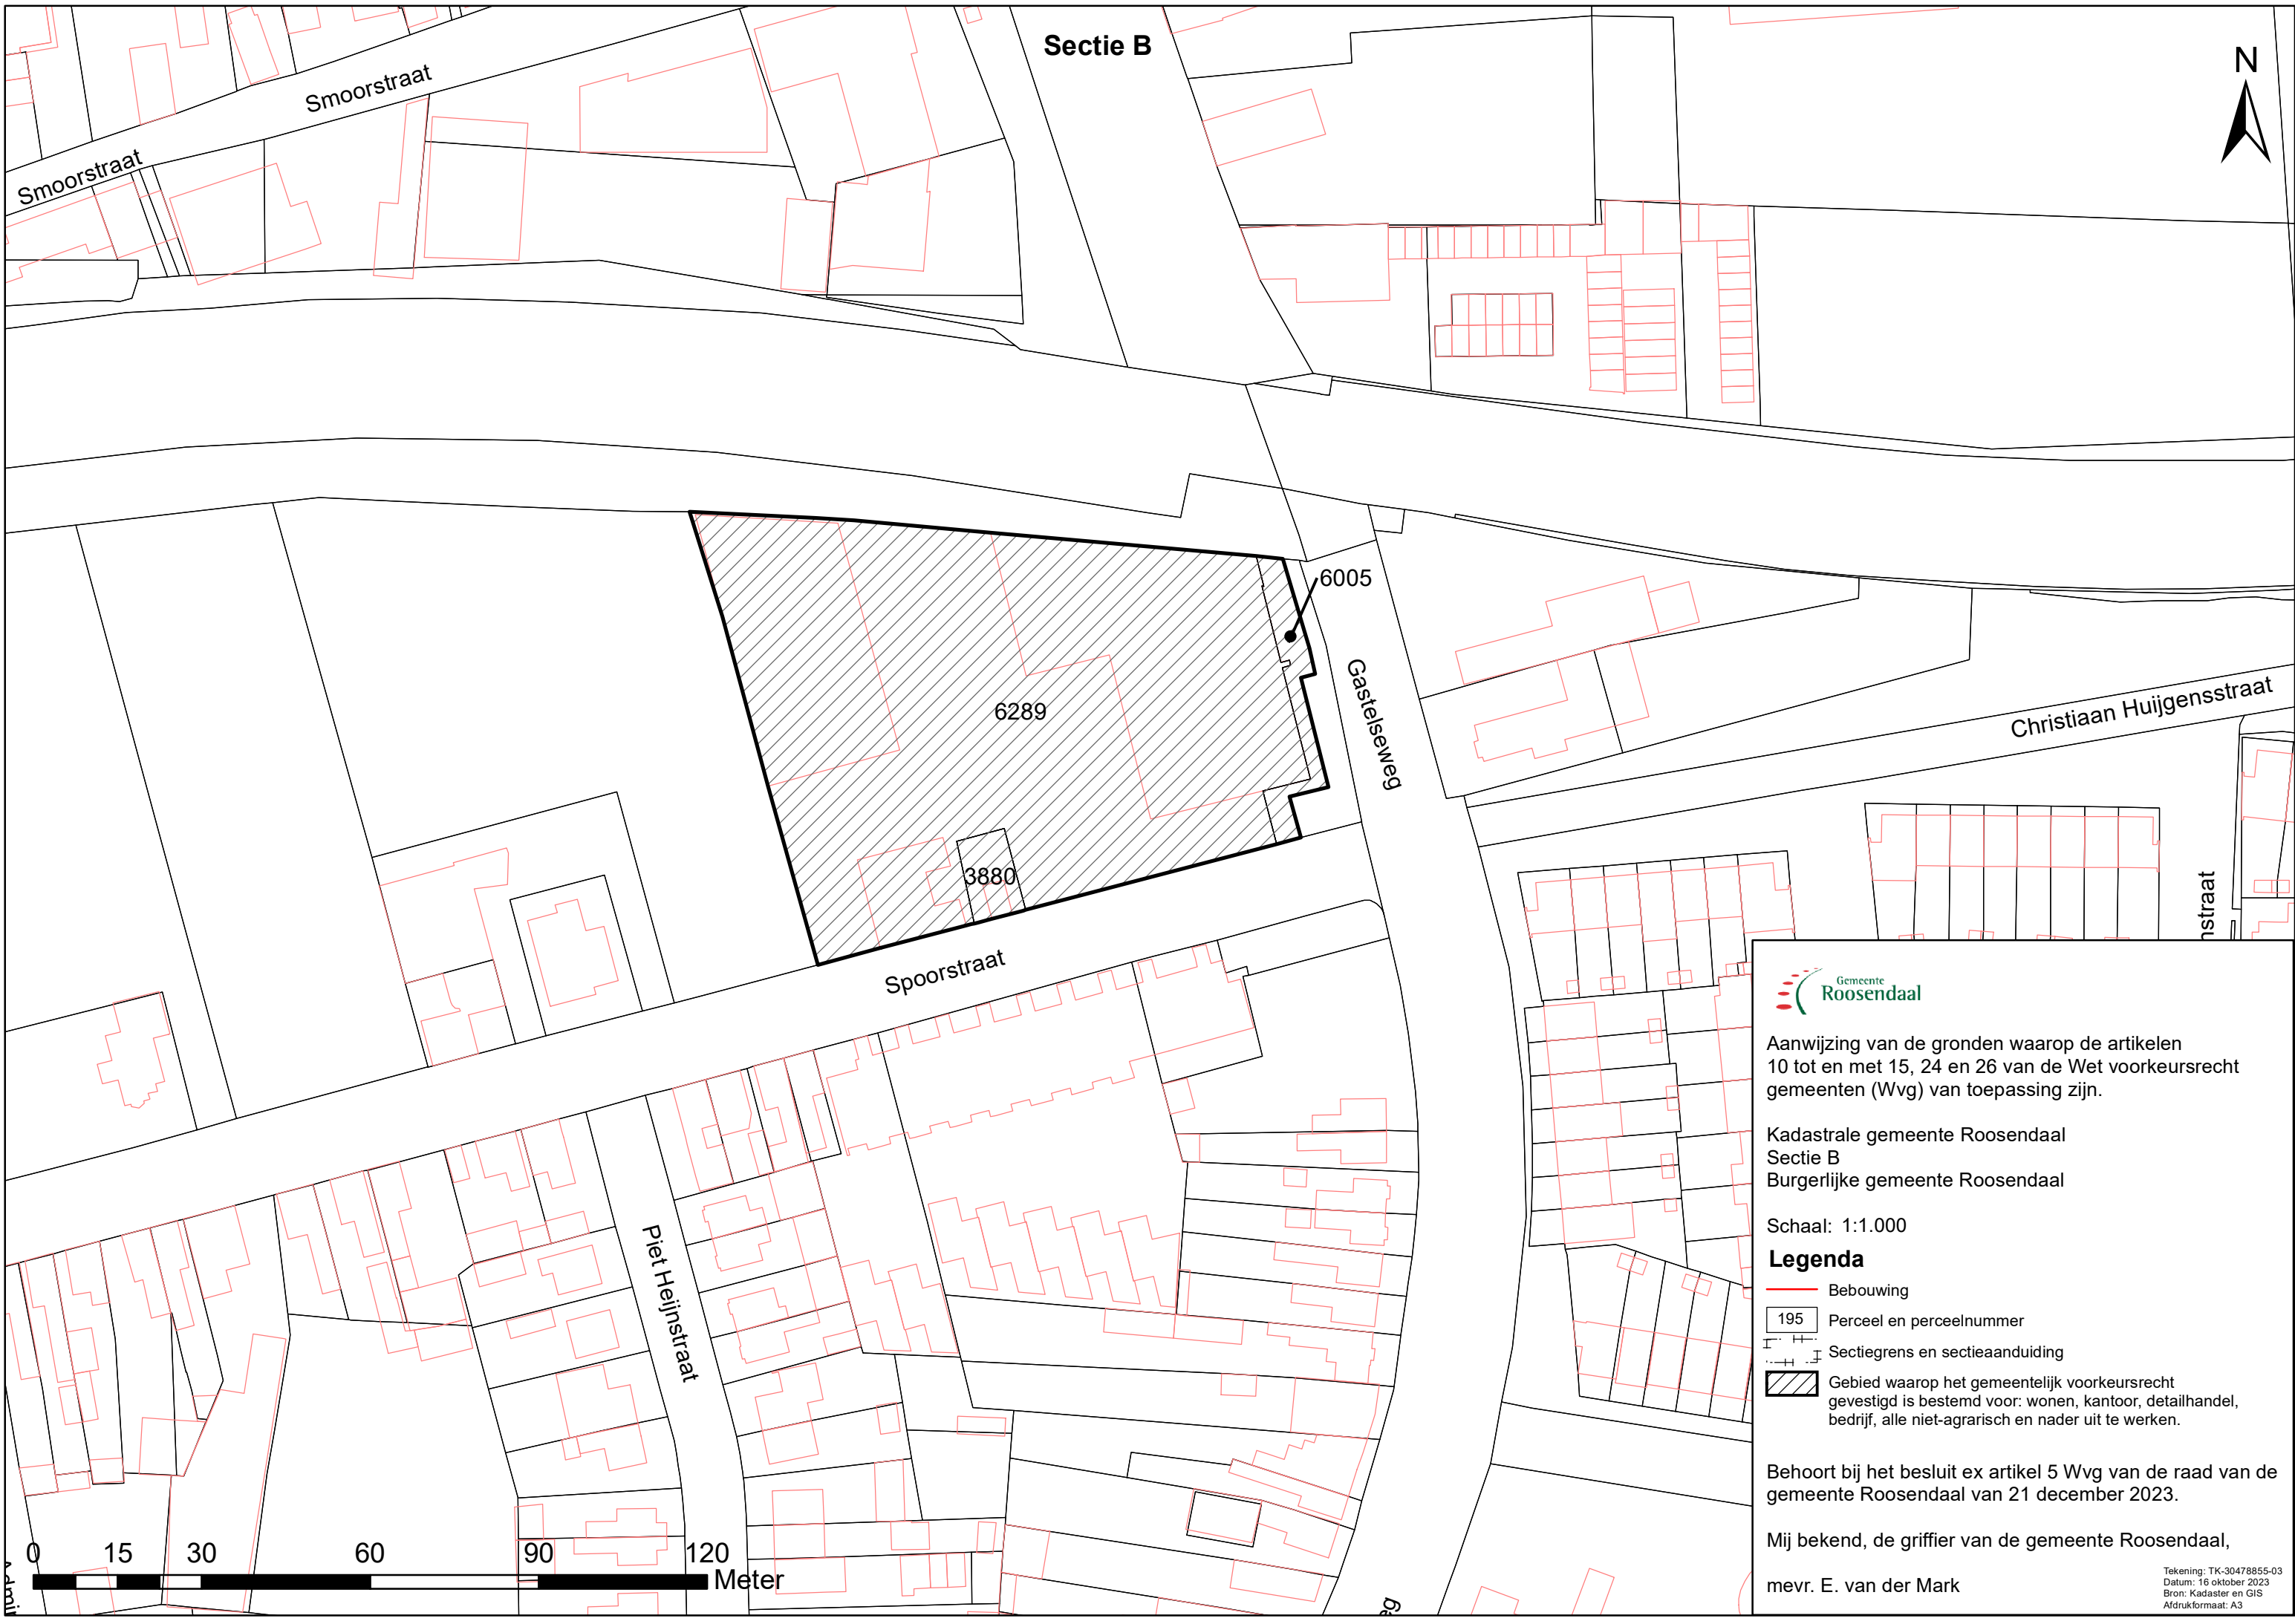 Sectie B
N
Smoorstraat
Smoorstraat
6005
6289
Gastelseweg
Christiaan Huijgensstraat
3880
Spoorstraat
nstraat
Piet Heijnstraat
Gemeente
Roosendaal
Aanwijzing van de gronden waarop de artikelen
10 tot en met 15, 24 en 26 van de Wet voorkeursrecht
gemeenten (Wvg) van toepassing zijn.
Kadastrale gemeente Roosendaal
Sectie B
Burgerlijke gemeente Roosendaal
Schaal: 1:1.000
Legenda
Bebouwing
195 Perceel en perceelnummer
Sectiegrens en sectieaanduiding
Gebied waarop het gemeentelijk voorkeursrecht
gevestigd is bestemd voor: wonen, kantoor, detailhandel,
bedrijf, alle niet-agrarisch en nader uit te werken.
Behoort bij het besluit ex artikel 5 Wvg van de raad van de
gemeente Roosendaal van 21 december 2023.
Mij bekend, de griffier van de gemeente Roosendaal,
mevr. E. van der Mark
Tekening: TK-30478855-03
Datum: 16 oktober 2023
Bron: Kadaster en GIS
Afdrukformaat: A3
0 15 30 60 90 120
Meter
eg